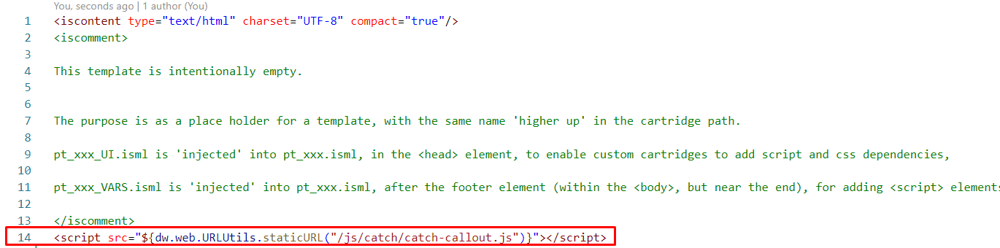 You, seconds ago | 1 author (You)
1 <iscontent type="text/html" charset="UTF-8" compact="true"/>
2 <iscomment>
3
4 This template is intentionally empty.
5
6
7 The purpose is as a place holder for a template, with the same name 'higher up' in the cartridge path.
8
9 pt_xxx_UI.isml is 'injected' into pt_xxx.isml, in the <head> element, to enable custom cartridges to add script and css dependencies,
10
11 pt_xxx_VARS.isml is 'injected' into pt_xxx.isml, after the footer element (within the <body>, but near the end), for adding <script> elements
12
13 </iscomment>
14 <script src="${dw.web.URLUtils.staticURL("/js/catch/catch-callout.js")}"></script>